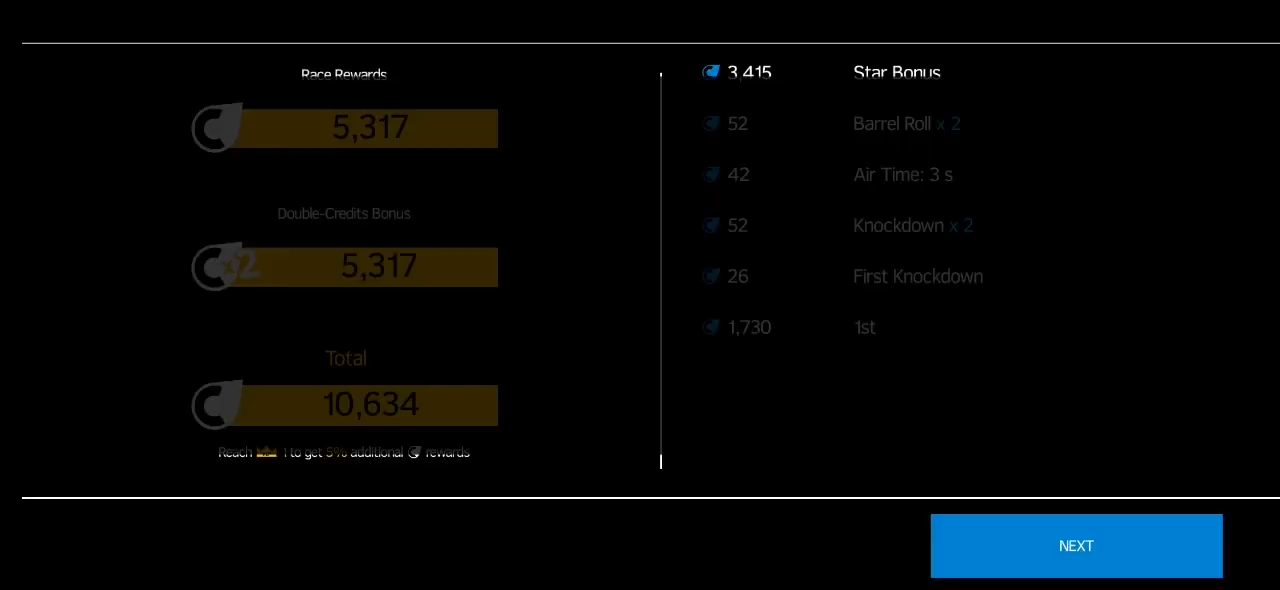 Race Rewards
5,317
Double-Credits Bonus
x2 5,317
Total
10,634
Reach 1 to get 5% additional rewards
3,415 Star Bonus
52 Barrel Roll x 2
42 Air Time: 3 s
52 Knockdown x 2
26 First Knockdown
1,730 1st
NEXT